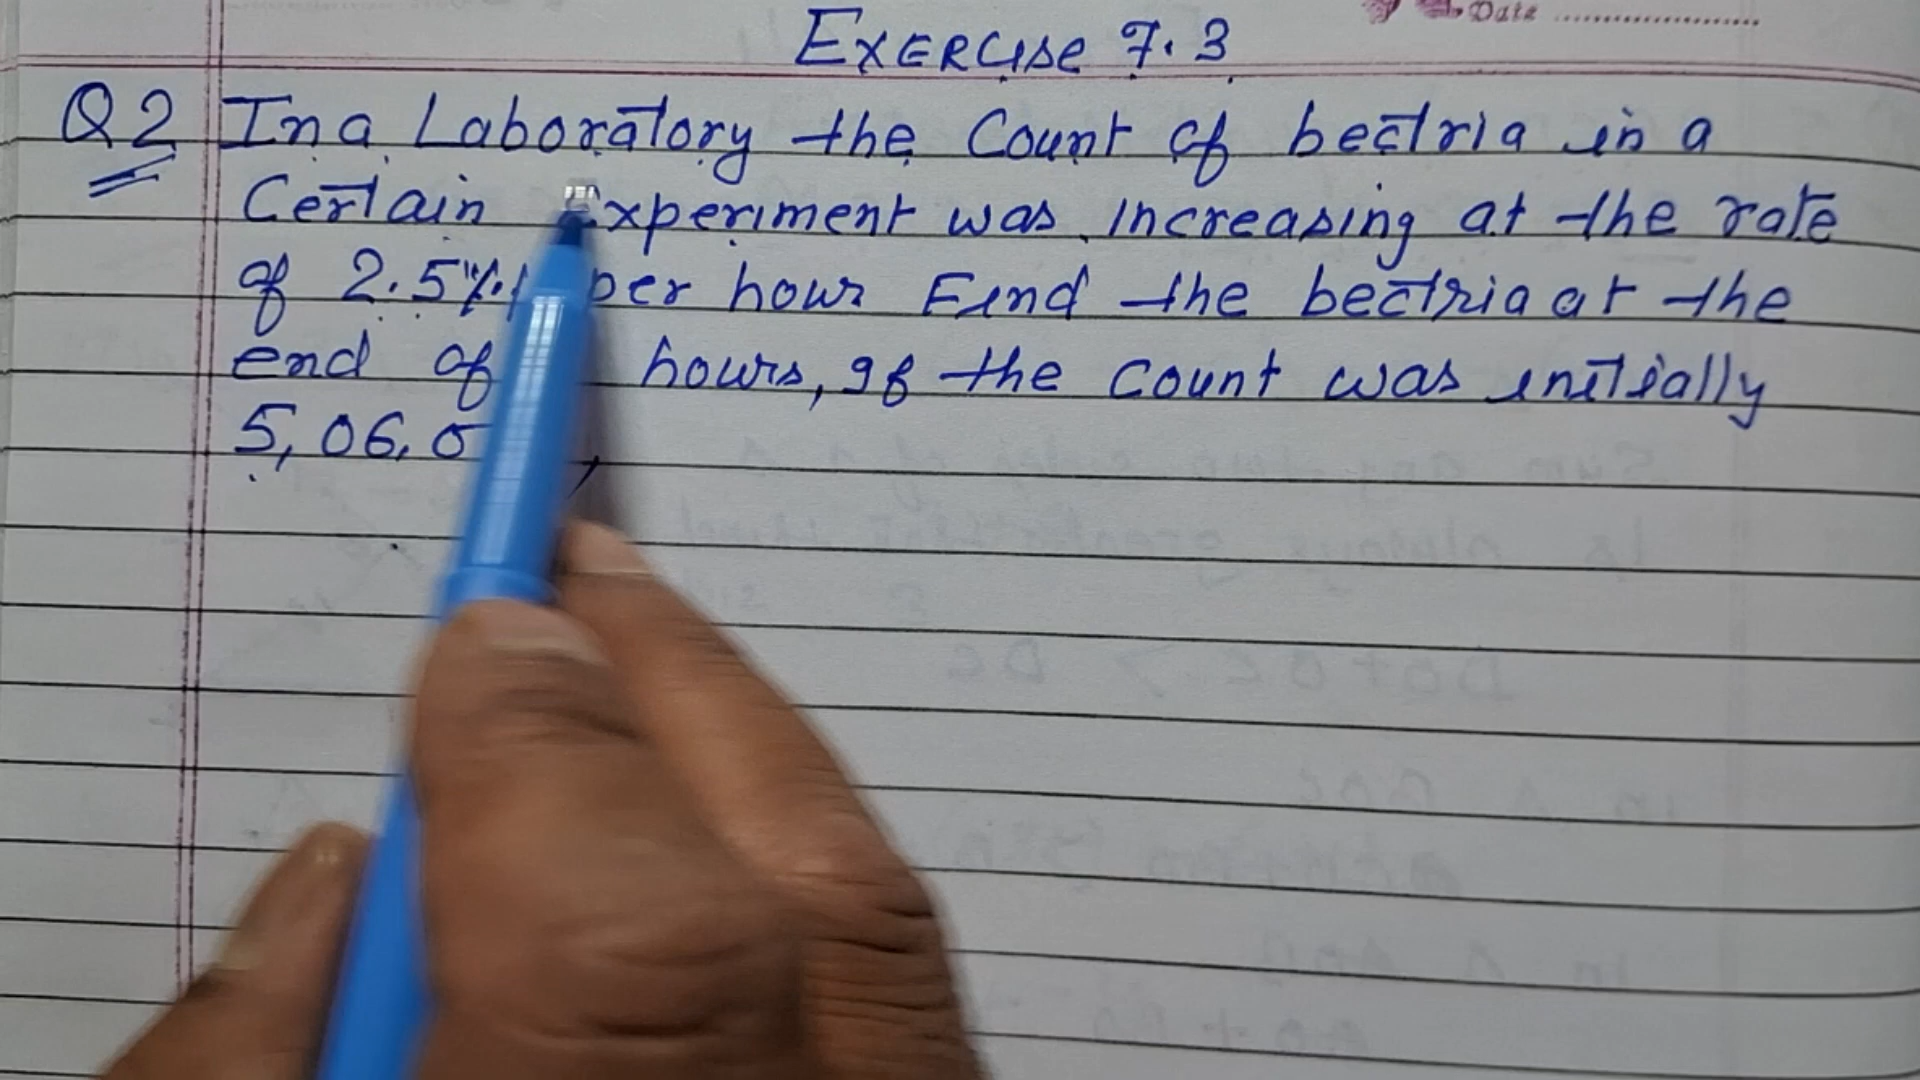 Date
EXERCISE 7.3
Q2 In a Laboratory the Count of bectria in a
Certain Experiment was increasing at the rate
of 2.5% per hour Find the bectria at the
end of hours, If the count was initially
5,06,0